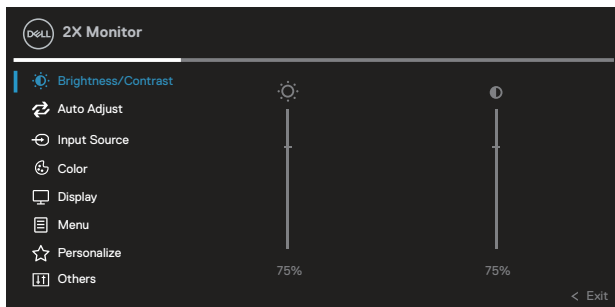 DELL 2X Monitor
Brightness/Contrast
Auto Adjust
Input Source
Color
Display
Menu
Personalize
Others
75% 75%
< Exit